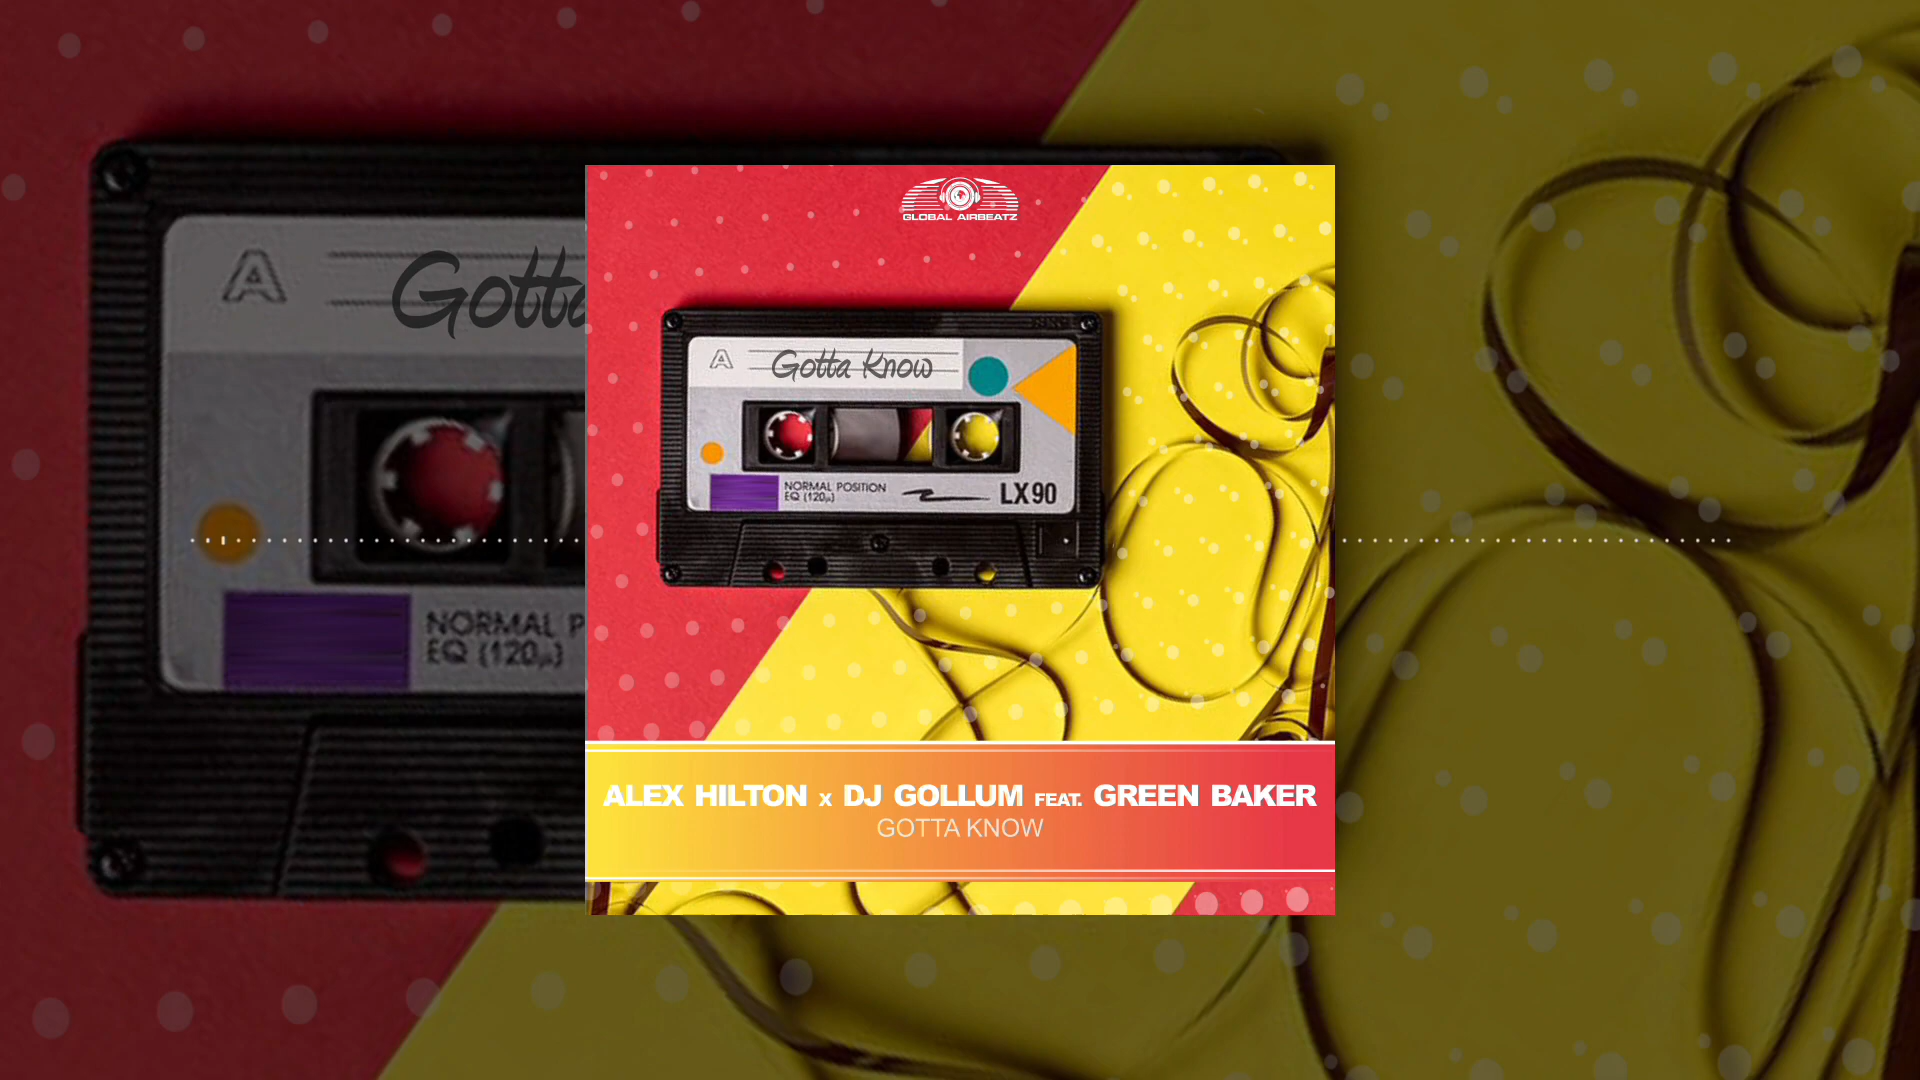 GLOBAL AIRBEATZ
A
Gotta Know
NORMAL POSITION
EQ (120μ)
LX90
ALEX HILTON x DJ GOLLUM FEAT. GREEN BAKER
GOTTA KNOW
A
Gotta
NORMAL P
EQ (120μ)